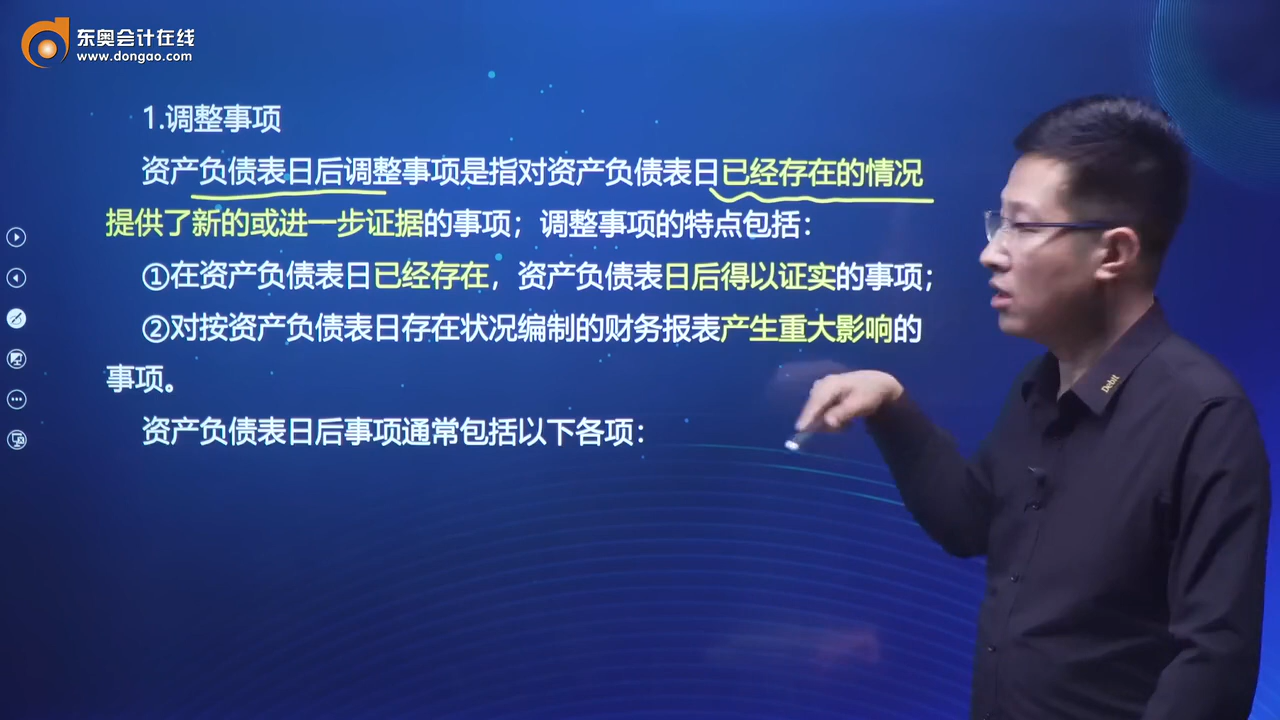 东奥会计在线
www.dongao.com
1.调整事项
资产负债表日后调整事项是指对资产负债表日已经存在的情况
提供了新的或进一步证据的事项；调整事项的特点包括：
①在资产负债表日已经存在，资产负债表日后得以证实的事项；
②对按资产负债表日存在状况编制的财务报表产生重大影响的
事项。
资产负债表日后事项通常包括以下各项：
Debit